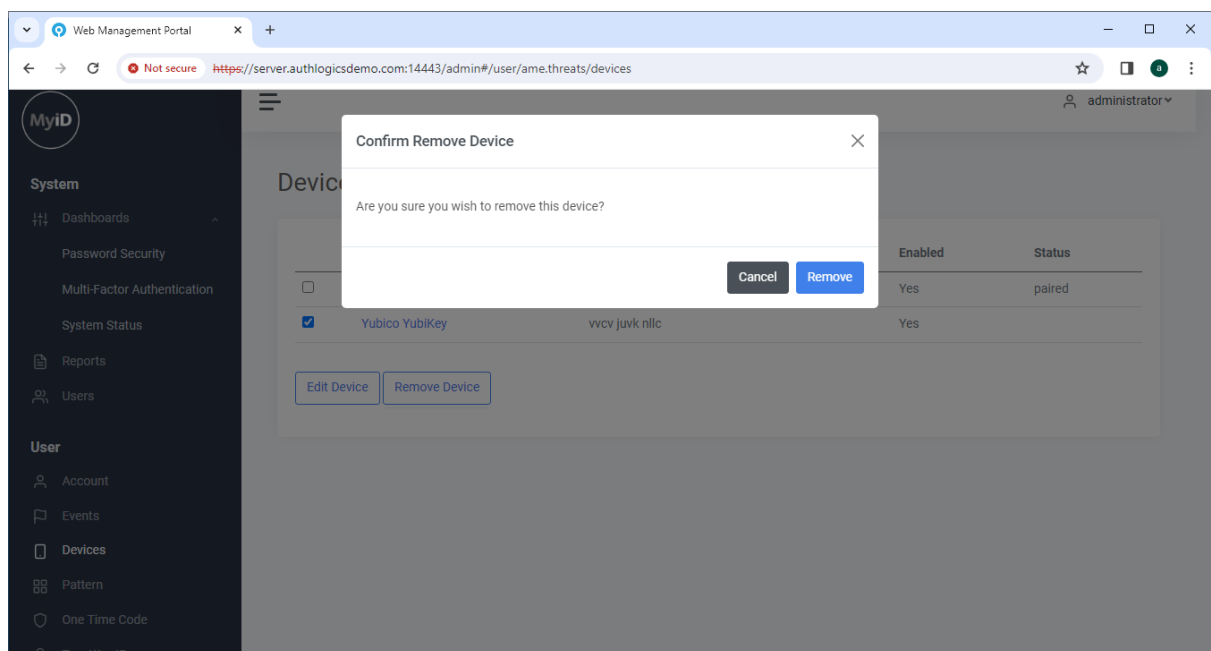 Web Management Portal
Not secure https://server.authlogicsdemo.com:14443/admin#/user/ame.threats/devices
a
MyiD
administrator
System
Dashboards
Password Security
Multi-Factor Authentication
System Status
Reports
Users
User
Account
Events
Devices
Pattern
One Time Code
Confirm Remove Device
Are you sure you wish to remove this device?
Cancel Remove
Enabled Status
Yes paired
Yubico YubiKey vvcv juvk nllc Yes
Edit Device Remove Device